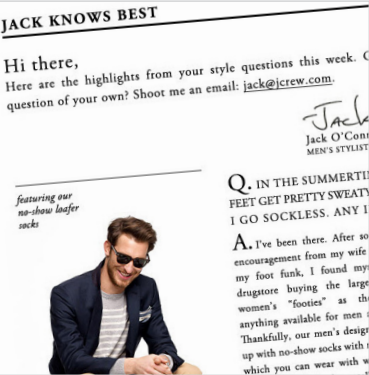 JACK KNOWS BEST
Hi there,
Here are the highlights from your style questions this week.
question of your own? Shoot me an email: jack@jcrew.com.
Jack
Jack O'Con
MEN'S STYLIST
featuring our
no-show loafer
socks
Q. IN THE SUMMERTI
FEET GET PRETTY SWEATY
I GO SOCKLESS. ANY I
A. I've been there. After so
encouragement from my wife
my foot funk, I found my
drugstore buying the large
women's "footies" as the
anything available for men
Thankfully, our men's design
up with no-show socks with
which you can wear with